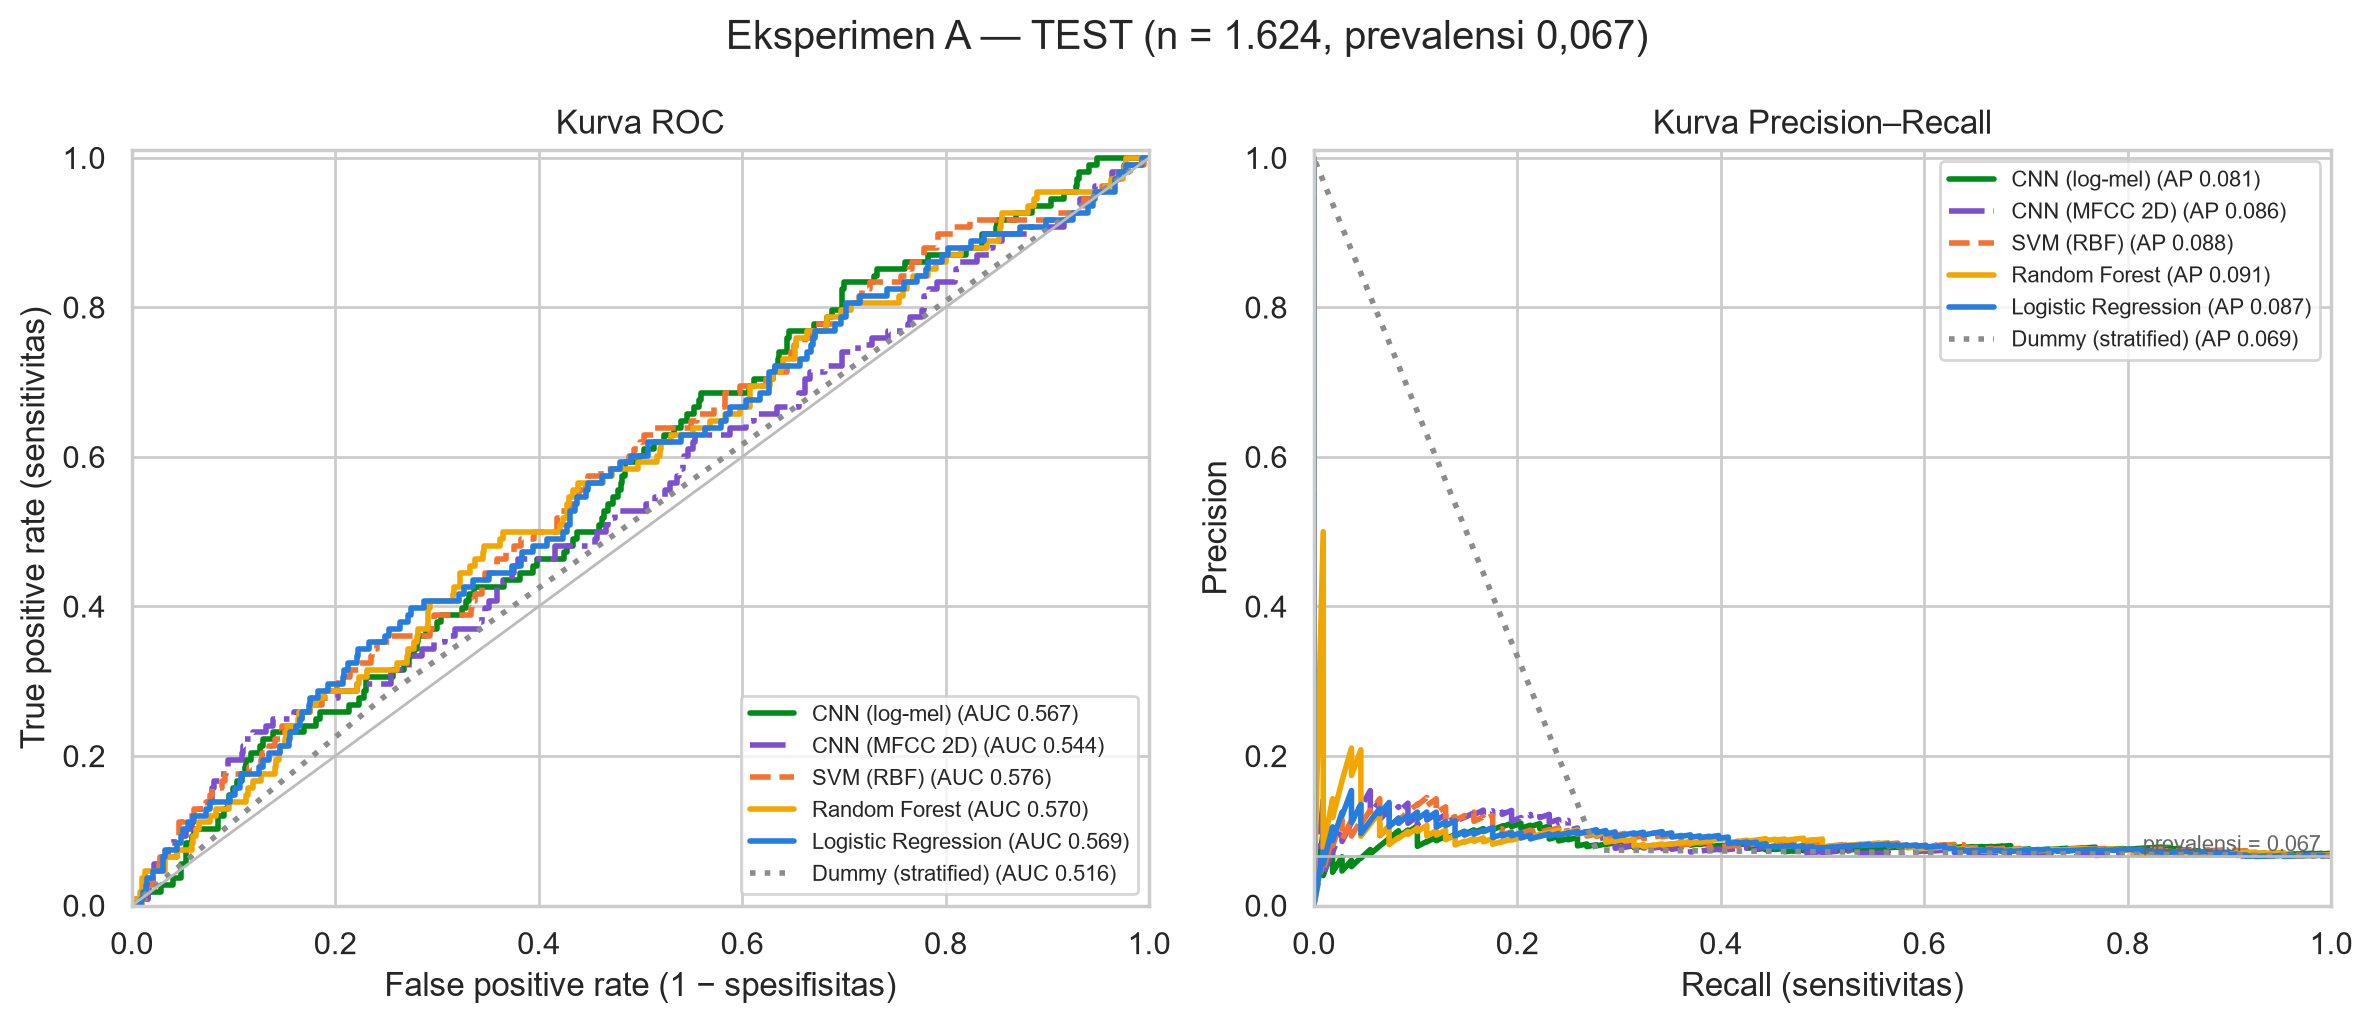 Eksperimen A — TEST (n = 1.624, prevalensi 0,067)
Kurva ROC
True positive rate (sensitivitas)
1.0
0.8
0.6
0.4
0.2
0.0
CNN (log-mel) (AUC 0.567)
CNN (MFCC 2D) (AUC 0.544)
SVM (RBF) (AUC 0.576)
Random Forest (AUC 0.570)
Logistic Regression (AUC 0.569)
Dummy (stratified) (AUC 0.516)
0.0 0.2 0.4 0.6 0.8 1.0
False positive rate (1 − spesifisitas)
Kurva Precision–Recall
Precision
1.0
0.8
0.6
0.4
0.2
0.0
CNN (log-mel) (AP 0.081)
CNN (MFCC 2D) (AP 0.086)
SVM (RBF) (AP 0.088)
Random Forest (AP 0.091)
Logistic Regression (AP 0.087)
Dummy (stratified) (AP 0.069)
prevalensi = 0.067
0.0 0.2 0.4 0.6 0.8 1.0
Recall (sensitivitas)